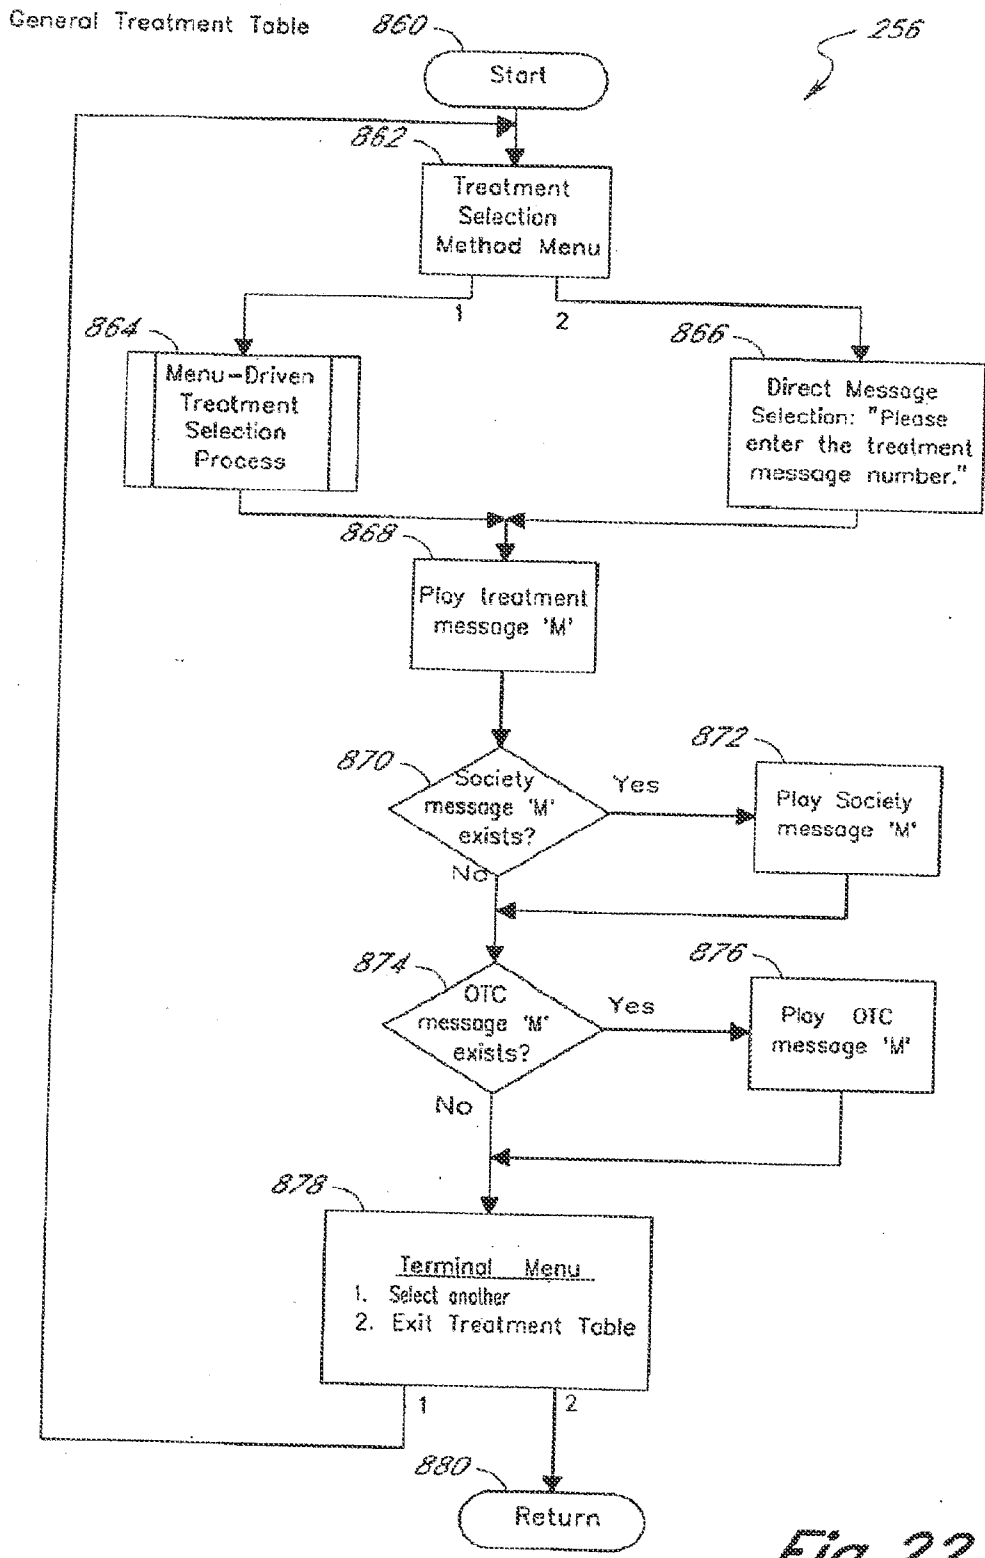 General Treatment Table
860
256
Start
862
Treatment
Selection
Method Menu
1
2
864
866
Menu-Driven
Treatment
Selection
Process
Direct Message
Selection: "Please
enter the treatment
message number."
868
Play treatment
message 'M'
870
872
Society
message 'M'
exists?
Yes
Play Society
message 'M'
No
874
876
OTC
message 'M'
exists?
Yes
Play OTC
message 'M'
No
878
Terminal Menu
1. Select another
2. Exit Treatment Table
1
2
880
Return
Fig. 22